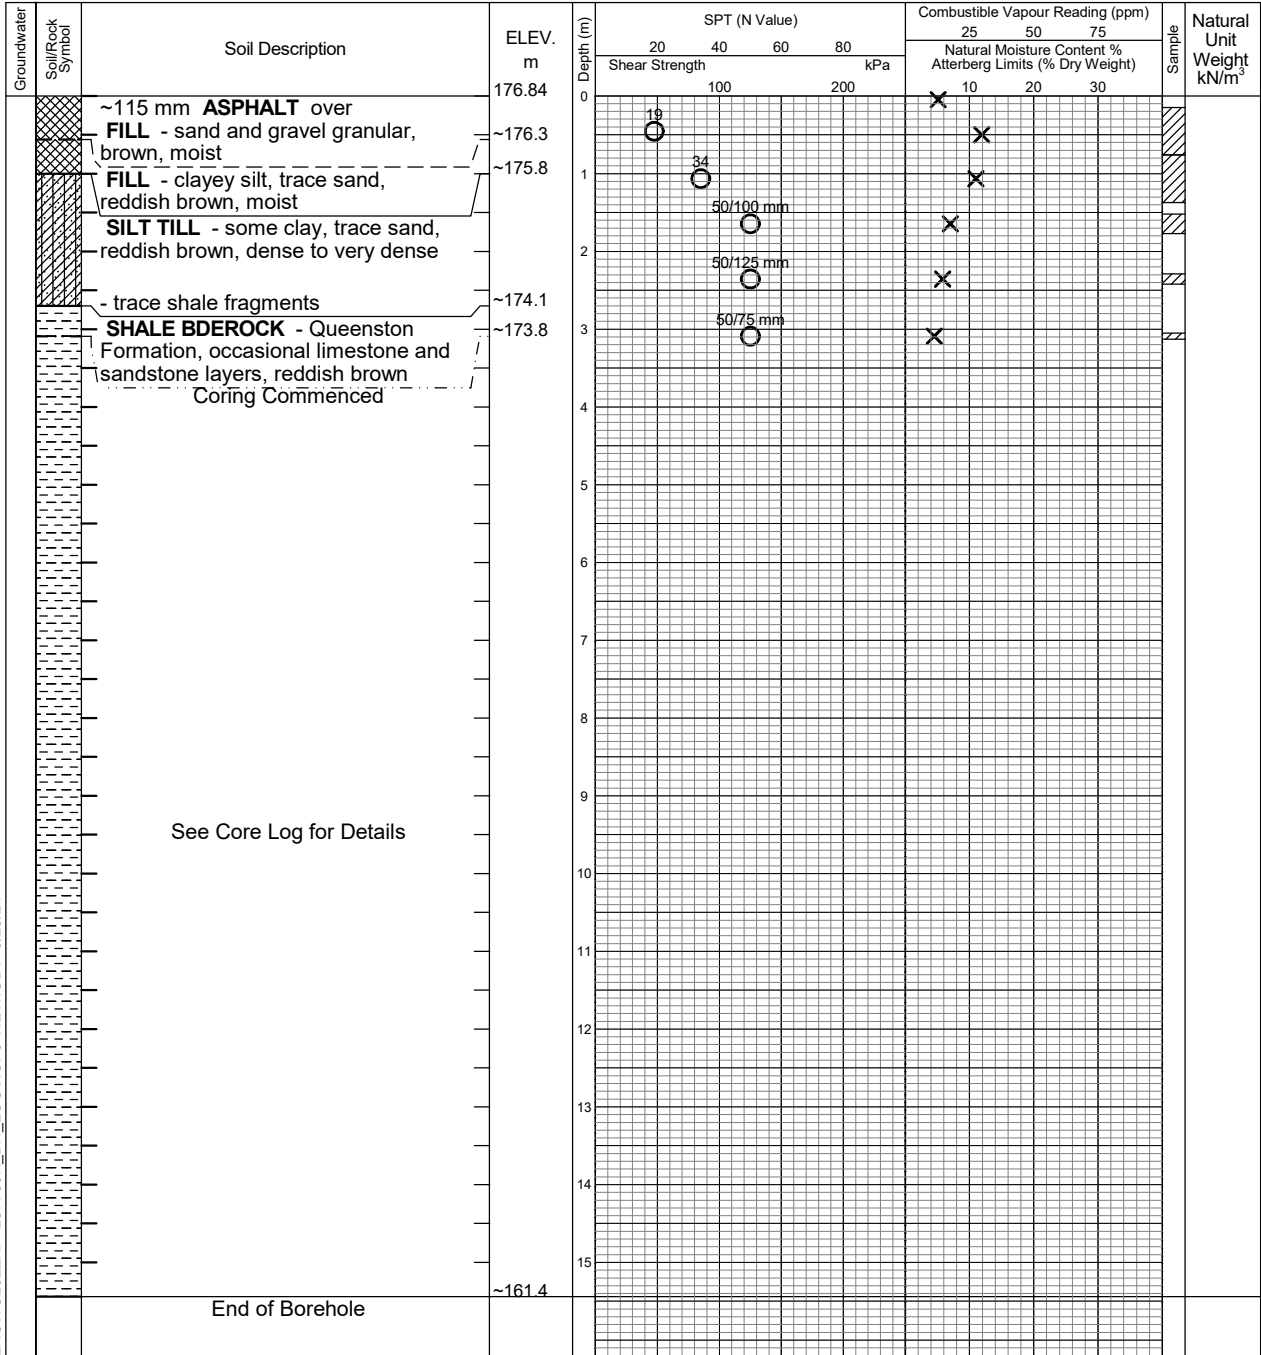 Groundwater
Soil/Rock
Symbol
Soil Description
ELEV.
m
Depth (m)
SPT (N Value)
20 40 60 80
Shear Strength kPa
100 200
Combustible Vapour Reading (ppm)
25 50 75
Natural Moisture Content %
Atterberg Limits (% Dry Weight)
10 20 30
Sample
Natural
Unit
Weight
kN/m³
176.84
0
~115 mm ASPHALT over
FILL - sand and gravel granular,
brown, moist
~176.3
19
~175.8
FILL - clayey silt, trace sand,
reddish brown, moist
1
34
SILT TILL - some clay, trace sand,
reddish brown, dense to very dense
50/100 mm
2
50/125 mm
- trace shale fragments
~174.1
SHALE BDEROCK - Queenston
Formation, occasional limestone and
sandstone layers, reddish brown
~173.8
3
50/75 mm
Coring Commenced
4
5
6
7
8
9
See Core Log for Details
10
11
12
13
14
15
~161.4
End of Borehole